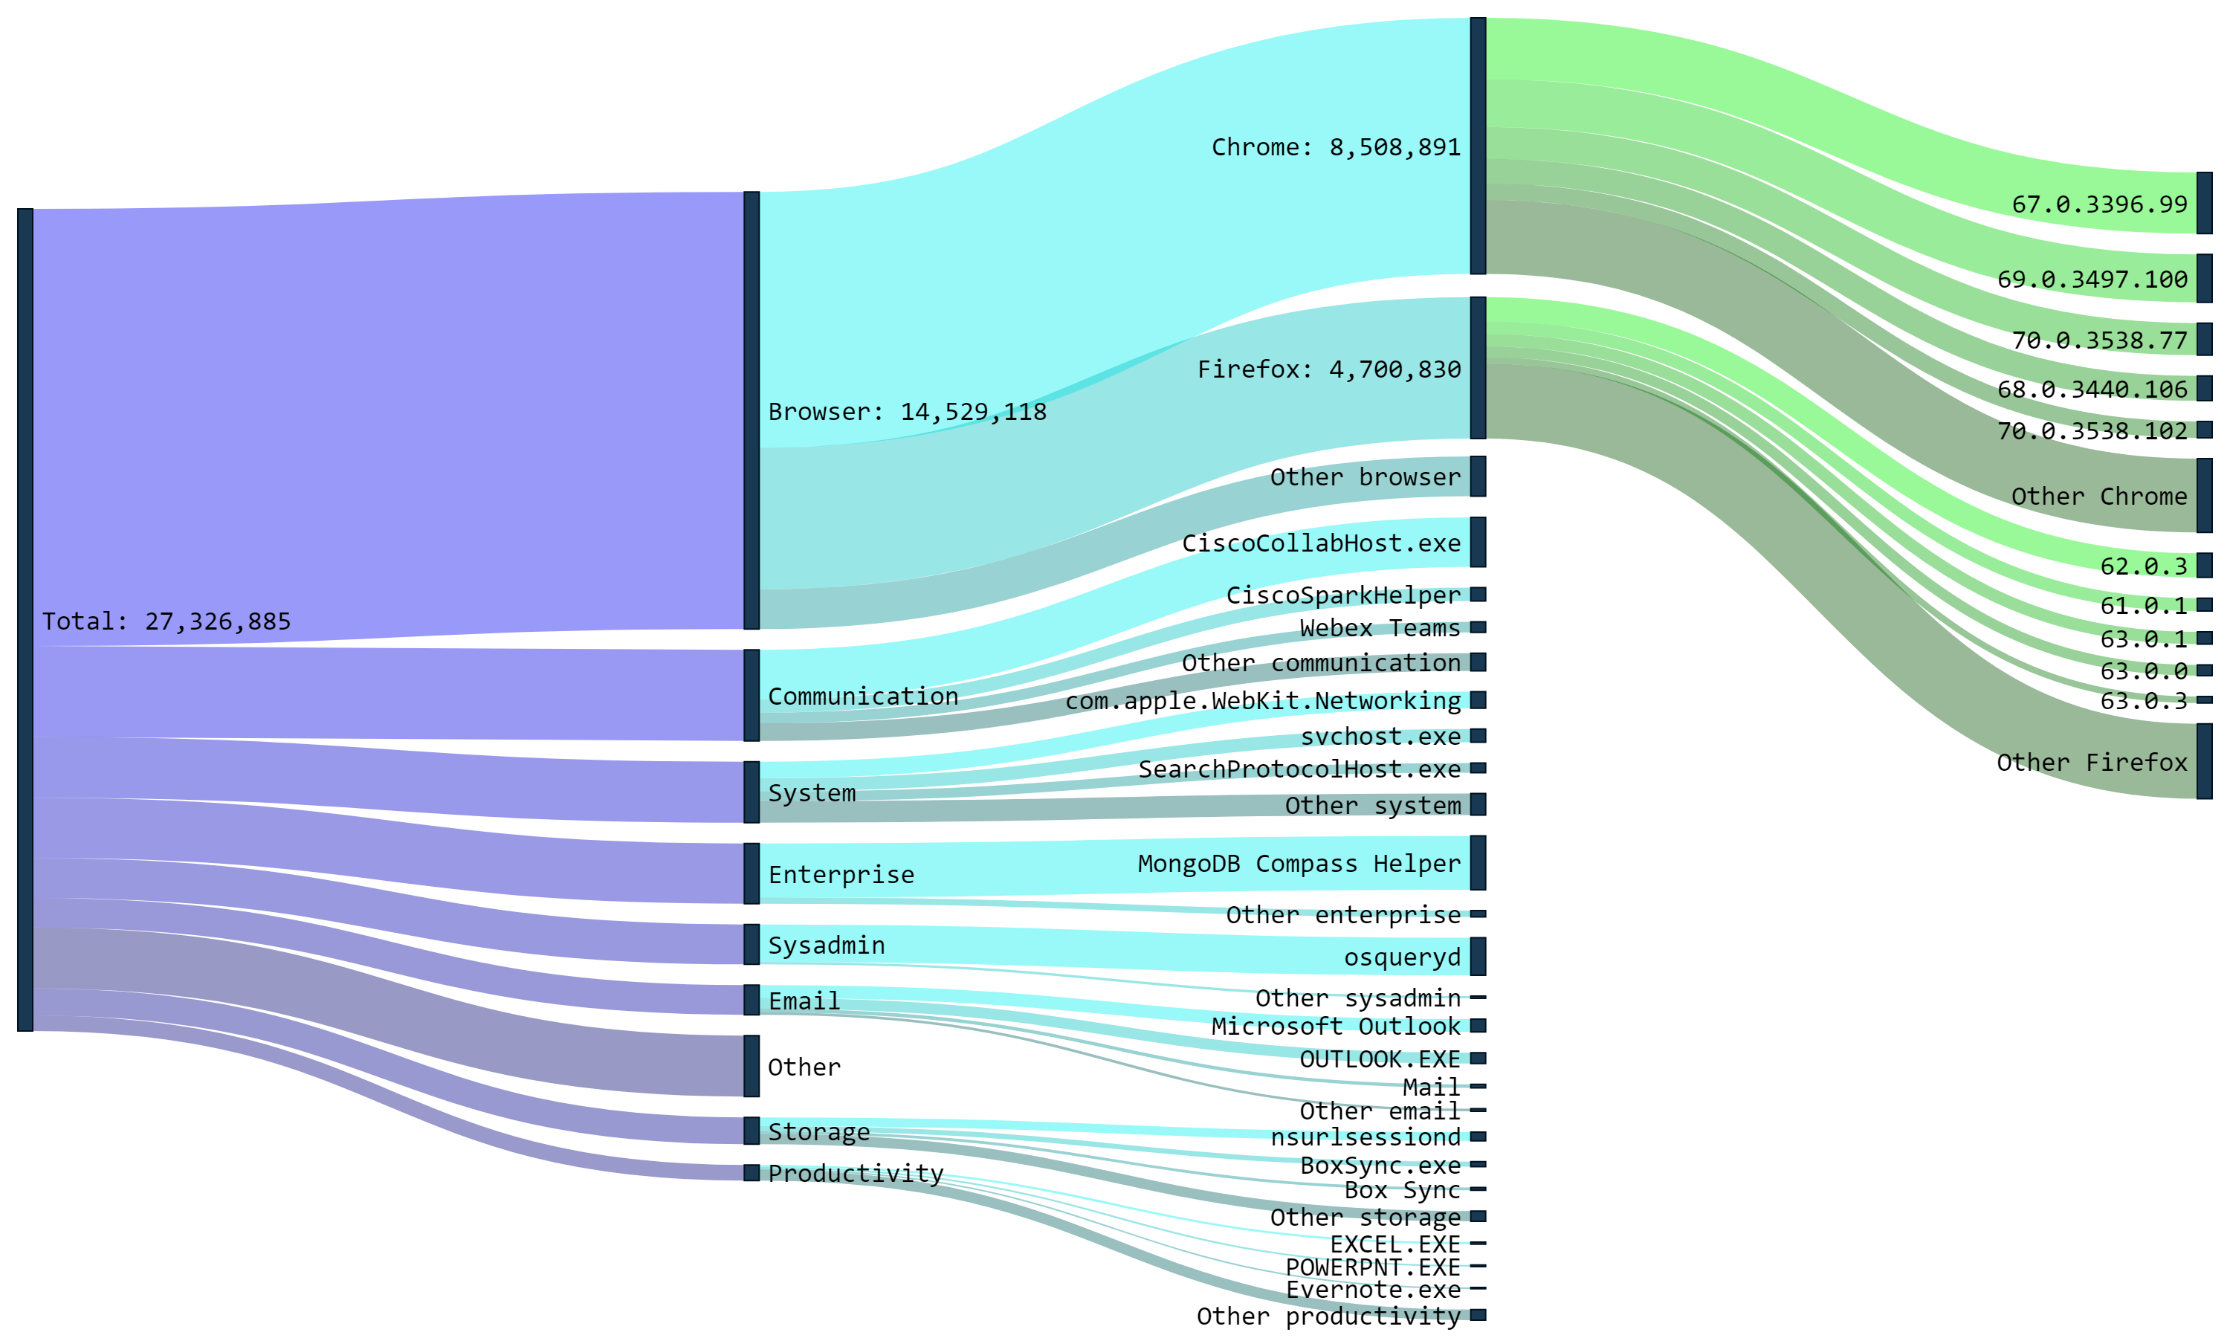 Total: 27,326,885
Browser: 14,529,118
Communication
System
Enterprise
Sysadmin
Email
Other
Storage
Productivity
Chrome: 8,508,891
Firefox: 4,700,830
Other browser
CiscoCollabHost.exe
CiscoSparkHelper
Webex Teams
Other communication
com.apple.WebKit.Networking
svchost.exe
SearchProtocolHost.exe
Other system
MongoDB Compass Helper
Other enterprise
osqueryd
Other sysadmin
Microsoft Outlook
OUTLOOK.EXE
Mail
Other email
nsurlsessiond
BoxSync.exe
Box Sync
Other storage
EXCEL.EXE
POWERPNT.EXE
Evernote.exe
Other productivity
67.0.3396.99
69.0.3497.100
70.0.3538.77
68.0.3440.106
70.0.3538.102
Other Chrome
62.0.3
61.0.1
63.0.1
63.0.0
63.0.3
Other Firefox